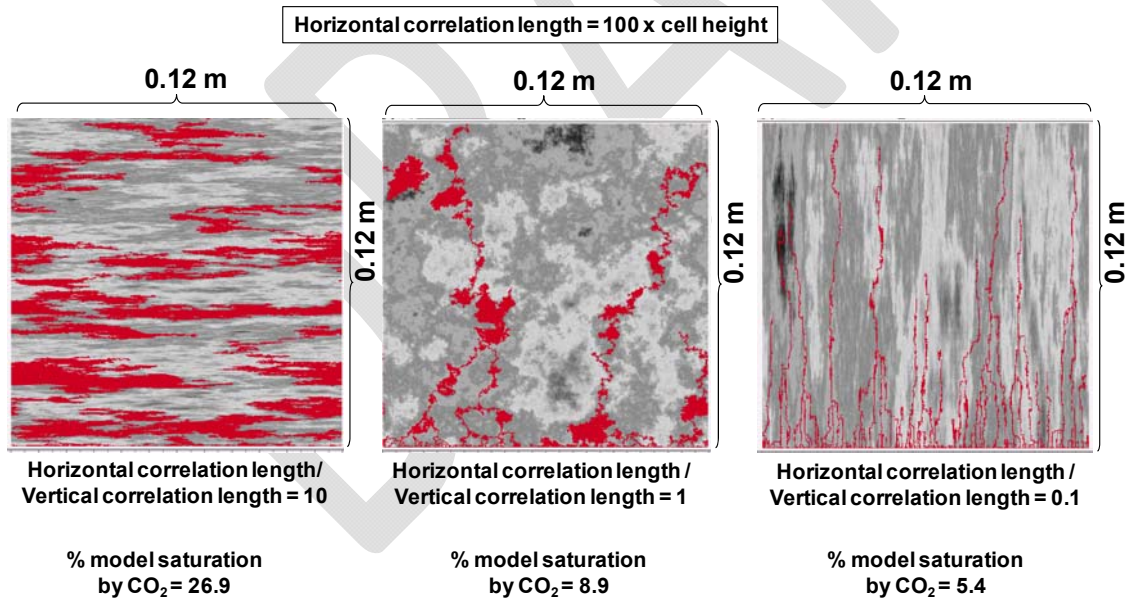 Horizontal correlation length = 100 x cell height
0.12 m
0.12 m
0.12 m
0.12 m
0.12 m
0.12 m
Horizontal correlation length/
Vertical correlation length = 10
Horizontal correlation length /
Vertical correlation length = 1
Horizontal correlation length /
Vertical correlation length = 0.1
% model saturation
by CO₂ = 26.9
% model saturation
by CO₂ = 8.9
% model saturation
by CO₂ = 5.4